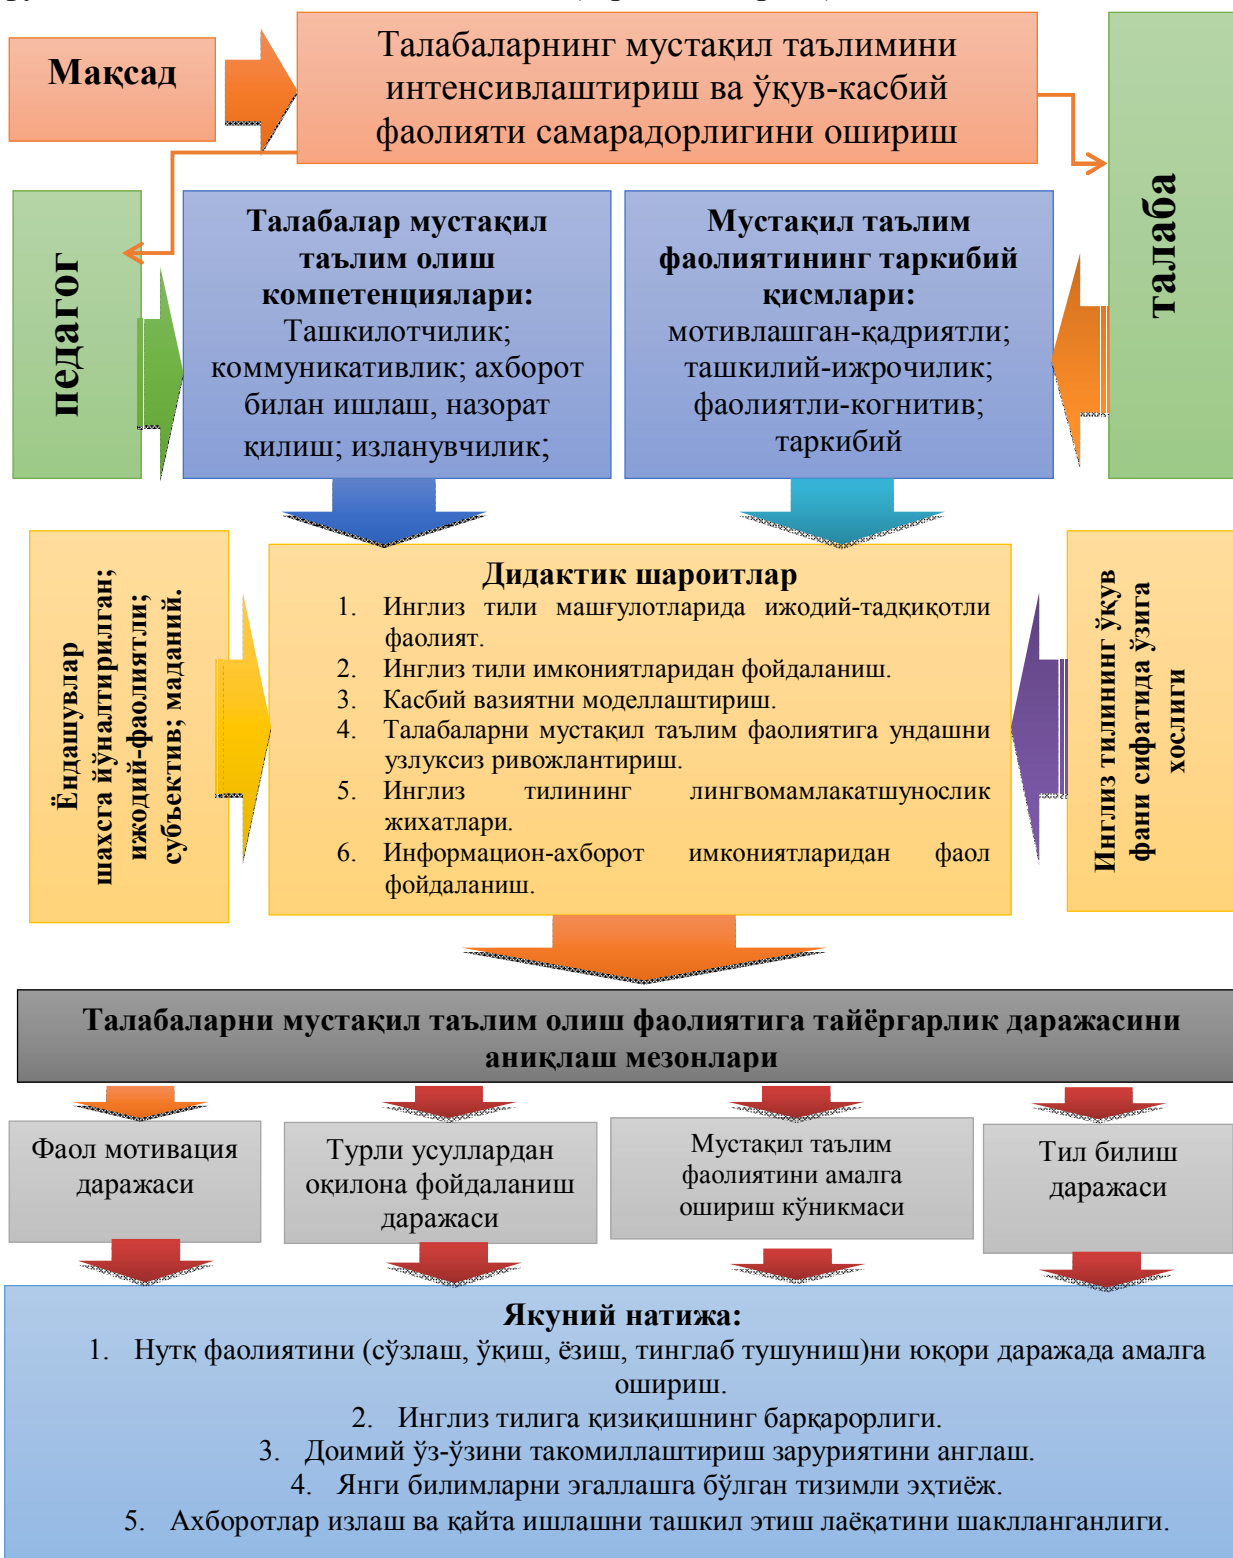 Мақсад
Талабаларнинг мустақил таълимини
интенсивлаштириш ва ўқув-касбий
фаолияти самарадорлигини ошириш
педагог
Талабалар мустақил
таълим олиш
компетенциялари:
Ташкилотчилик;
коммуникативлик; ахборот
билан ишлаш, назорат
қилиш; изланувчилик;
Мустақил таълим
фаолиятининг таркибий
қисмлари:
мотивлашган-қадриятли;
ташкилий-ижрочилик;
фаолиятли-когнитив;
таркибий
талаба
Ёндашувлар
шахсга йўналтирилган;
ижодий-фаолиятли;
субъектив; маданий.
Дидактик шароитлар
1. Инглиз тили машғулотларида ижодий-тадқиқотли
фаолият.
2. Инглиз тили имкониятларидан фойдаланиш.
3. Касбий вазиятни моделлаштириш.
4. Талабаларни мустақил таълим фаолиятига ундашни
узлуксиз ривожлантириш.
5. Инглиз тилининг лингвомамлакатшунослик
жихатлари.
6. Информацион-ахборот имкониятларидан фаол
фойдаланиш.
Инглиз тилининг ўқув
фани сифатида ўзига
хослиги
Талабаларни мустақил таълим олиш фаолиятига тайёргарлик даражасини
аниқлаш мезонлари
Фаол мотивация
даражаси
Турли усуллардан
оқилона фойдаланиш
даражаси
Мустақил таълим
фаолиятини амалга
ошириш кўникмаси
Тил билиш
даражаси
Якуний натижа:
1. Нутқ фаолиятини (сўзлаш, ўқиш, ёзиш, тинглаб тушуниш)ни юқори даражада амалга
ошириш.
2. Инглиз тилига қизиқишнинг барқарорлиги.
3. Доимий ўз-ўзини такомиллаштириш заруриятини англаш.
4. Янги билимларни эгаллашга бўлган тизимли эҳтиёж.
5. Ахборотлар излаш ва қайта ишлашни ташкил этиш лаёқатини шаклланганлиги.